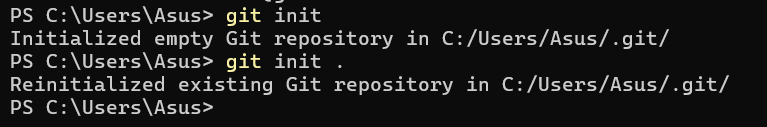 PS C:\Users\Asus> git init
Initialized empty Git repository in C:/Users/Asus/.git/
PS C:\Users\Asus> git init .
Reinitialized existing Git repository in C:/Users/Asus/.git/
PS C:\Users\Asus>